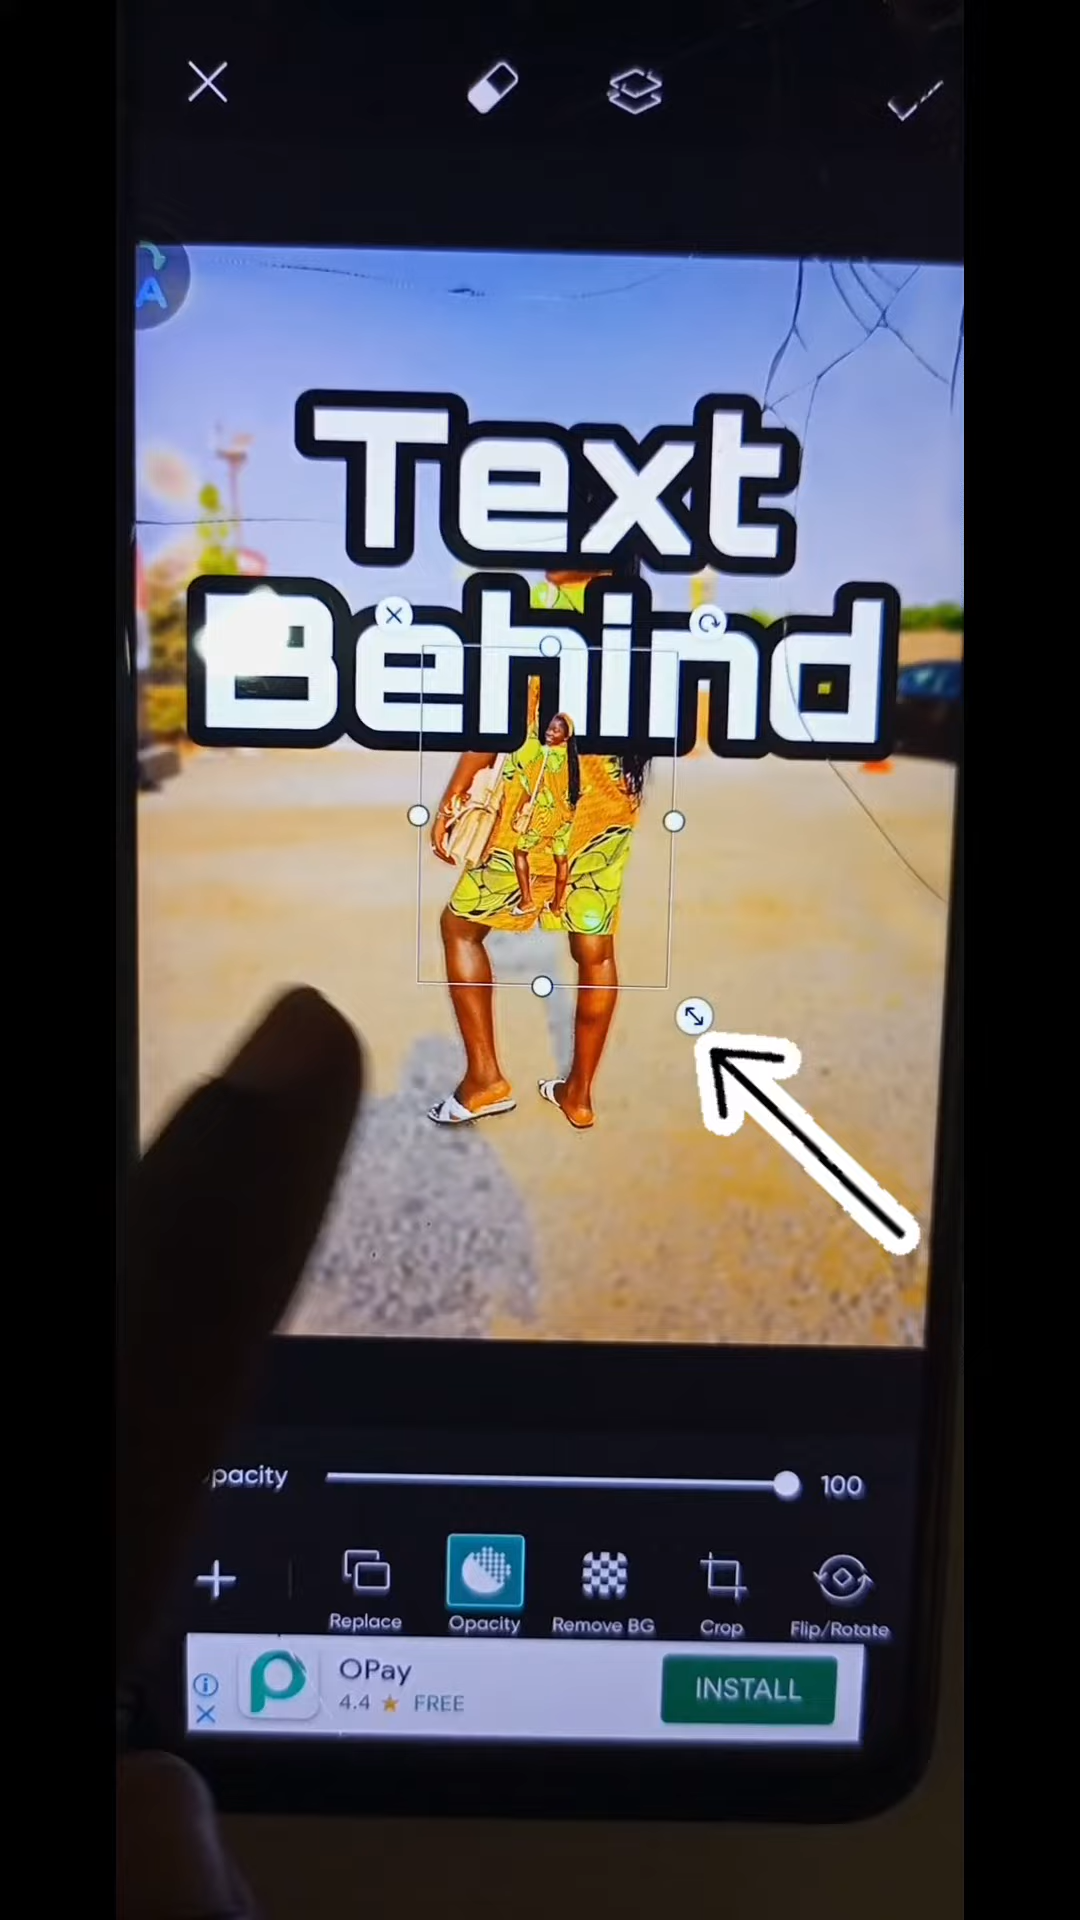 A
Text
Behind
pacity
100
Replace
Opacity
Remove BG
Crop
Flip/Rotate
OPay
4.4 ★ FREE
INSTALL